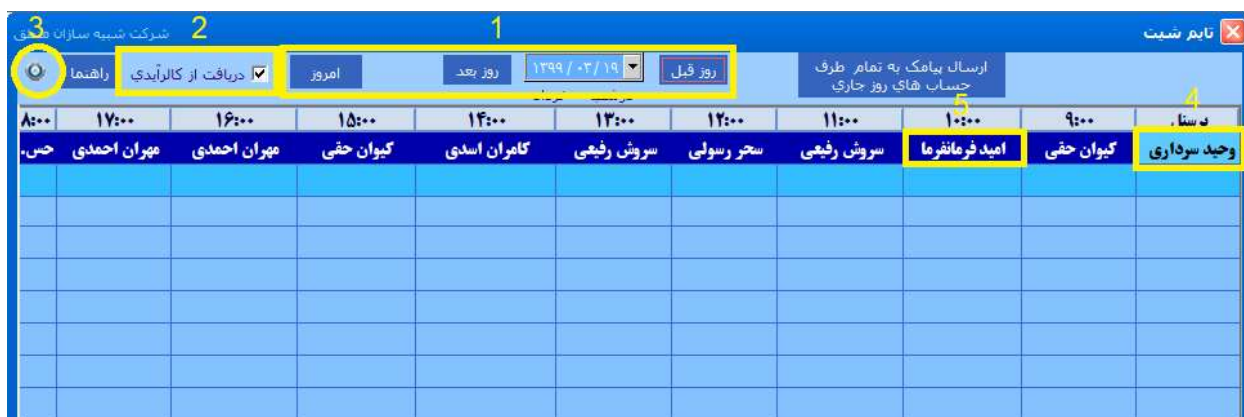 تایم شیت شرکت شبیه سازان منطق
3 2 1
ارسال پیامک به تمام طرف حساب های روز جاری
روز قبل ۱۳۹۹/۰۳/۱۹ روز بعد امروز دریافت از کالرآیدی راهنما
5 4
پرسنل ۹:۰۰ ۱۰:۰۰ ۱۱:۰۰ ۱۲:۰۰ ۱۳:۰۰ ۱۴:۰۰ ۱۵:۰۰ ۱۶:۰۰ ۱۷:۰۰ ۸:۰۰
وحید سرداری کیوان حقی امید فرمانفرما سروش رفیعی سحر رسولی سروش رفیعی کامران اسدی کیوان حقی مهران احمدی مهران احمدی حس